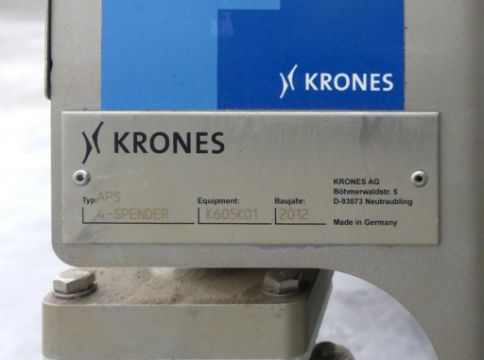 KRONES
KRONES
KRONES AG
Böhmerwaldstr. 5
D-93073 Neutraubling
Made in Germany
Typ: APS
4-SPENDER
Equipment:
K605K01
Baujahr:
2012